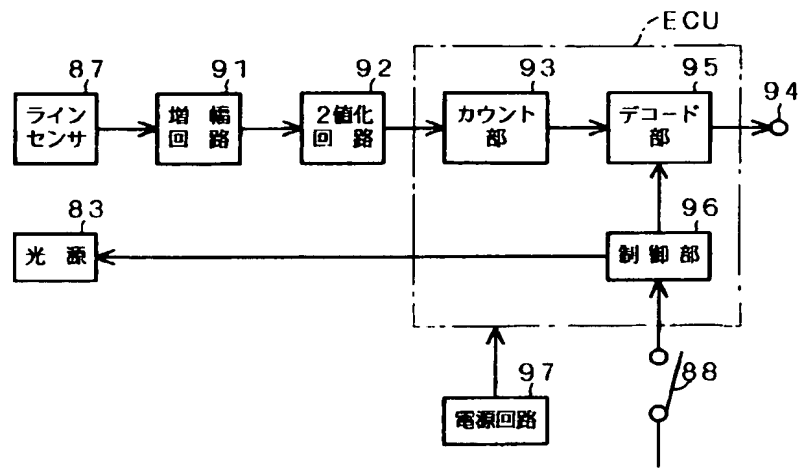 ECU
87
91
92
93
95
94
ライン
センサ
増幅
回路
2値化
回路
カウント
部
デコード
部
83
96
光源
制御部
97
88
電源回路